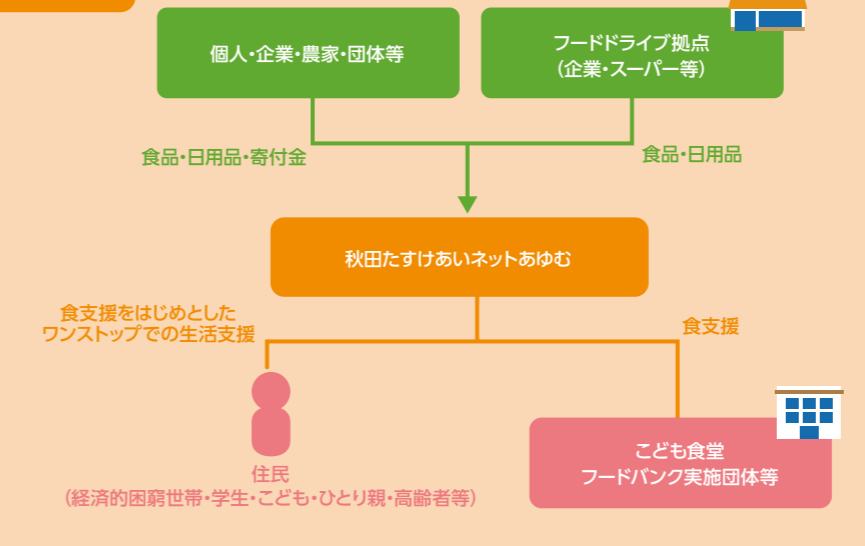 個人・企業・農家・団体等
フードドライブ拠点
（企業・スーパー等）
食品・日用品・寄付金
食品・日用品
秋田たすけあいネットあゆむ
食支援をはじめとした
ワンストップでの生活支援
食支援
住民
（経済的困窮世帯・学生・こども・ひとり親・高齢者等）
こども食堂
フードバンク実施団体等